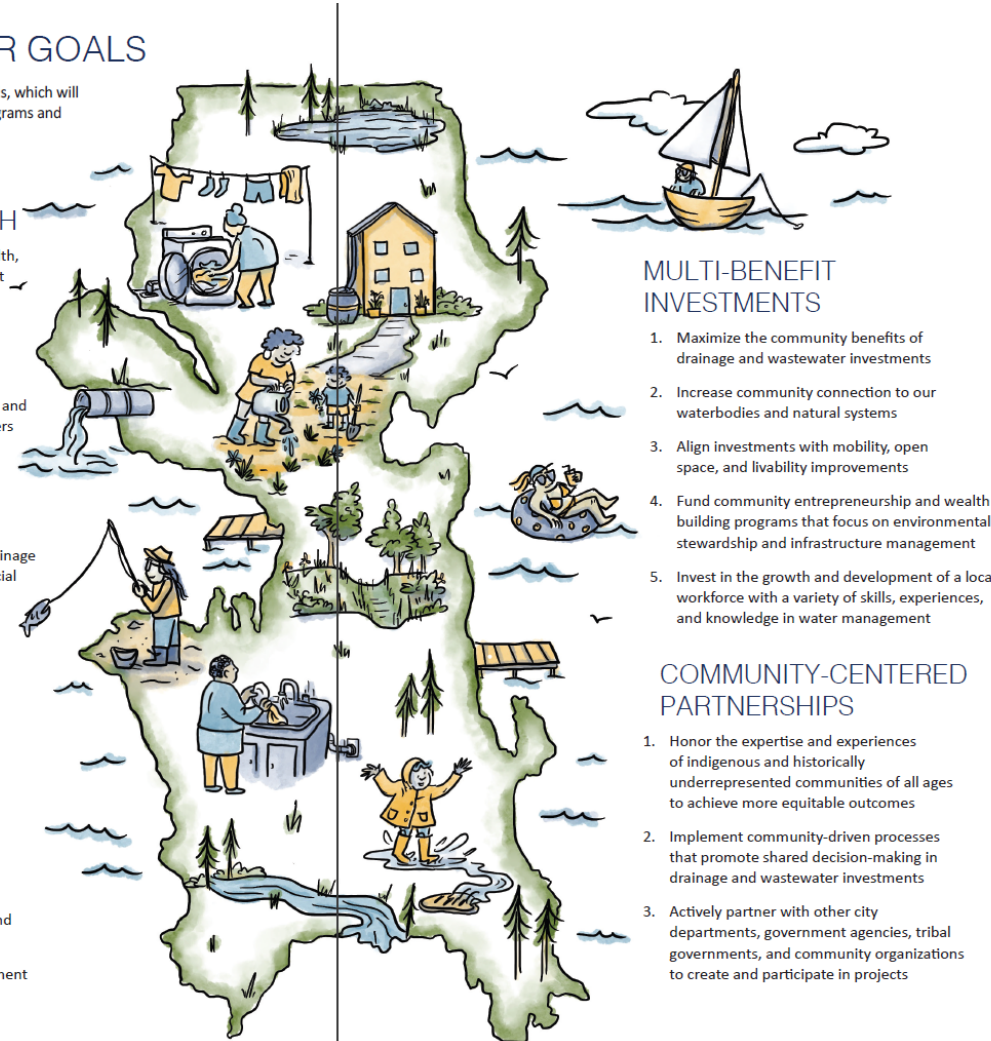 R GOALS
s, which will
grams and
H
th,
t
and
ers
inage
cial
nd
ment
MULTI-BENEFIT
INVESTMENTS
1. Maximize the community benefits of
drainage and wastewater investments
2. Increase community connection to our
waterbodies and natural systems
3. Align investments with mobility, open
space, and livability improvements
4. Fund community entrepreneurship and wealth
building programs that focus on environmental
stewardship and infrastructure management
5. Invest in the growth and development of a loca
workforce with a variety of skills, experiences,
and knowledge in water management
COMMUNITY-CENTERED
PARTNERSHIPS
1. Honor the expertise and experiences
of indigenous and historically
underrepresented communities of all ages
to achieve more equitable outcomes
2. Implement community-driven processes
that promote shared decision-making in
drainage and wastewater investments
3. Actively partner with other city
departments, government agencies, tribal
governments, and community organizations
to create and participate in projects